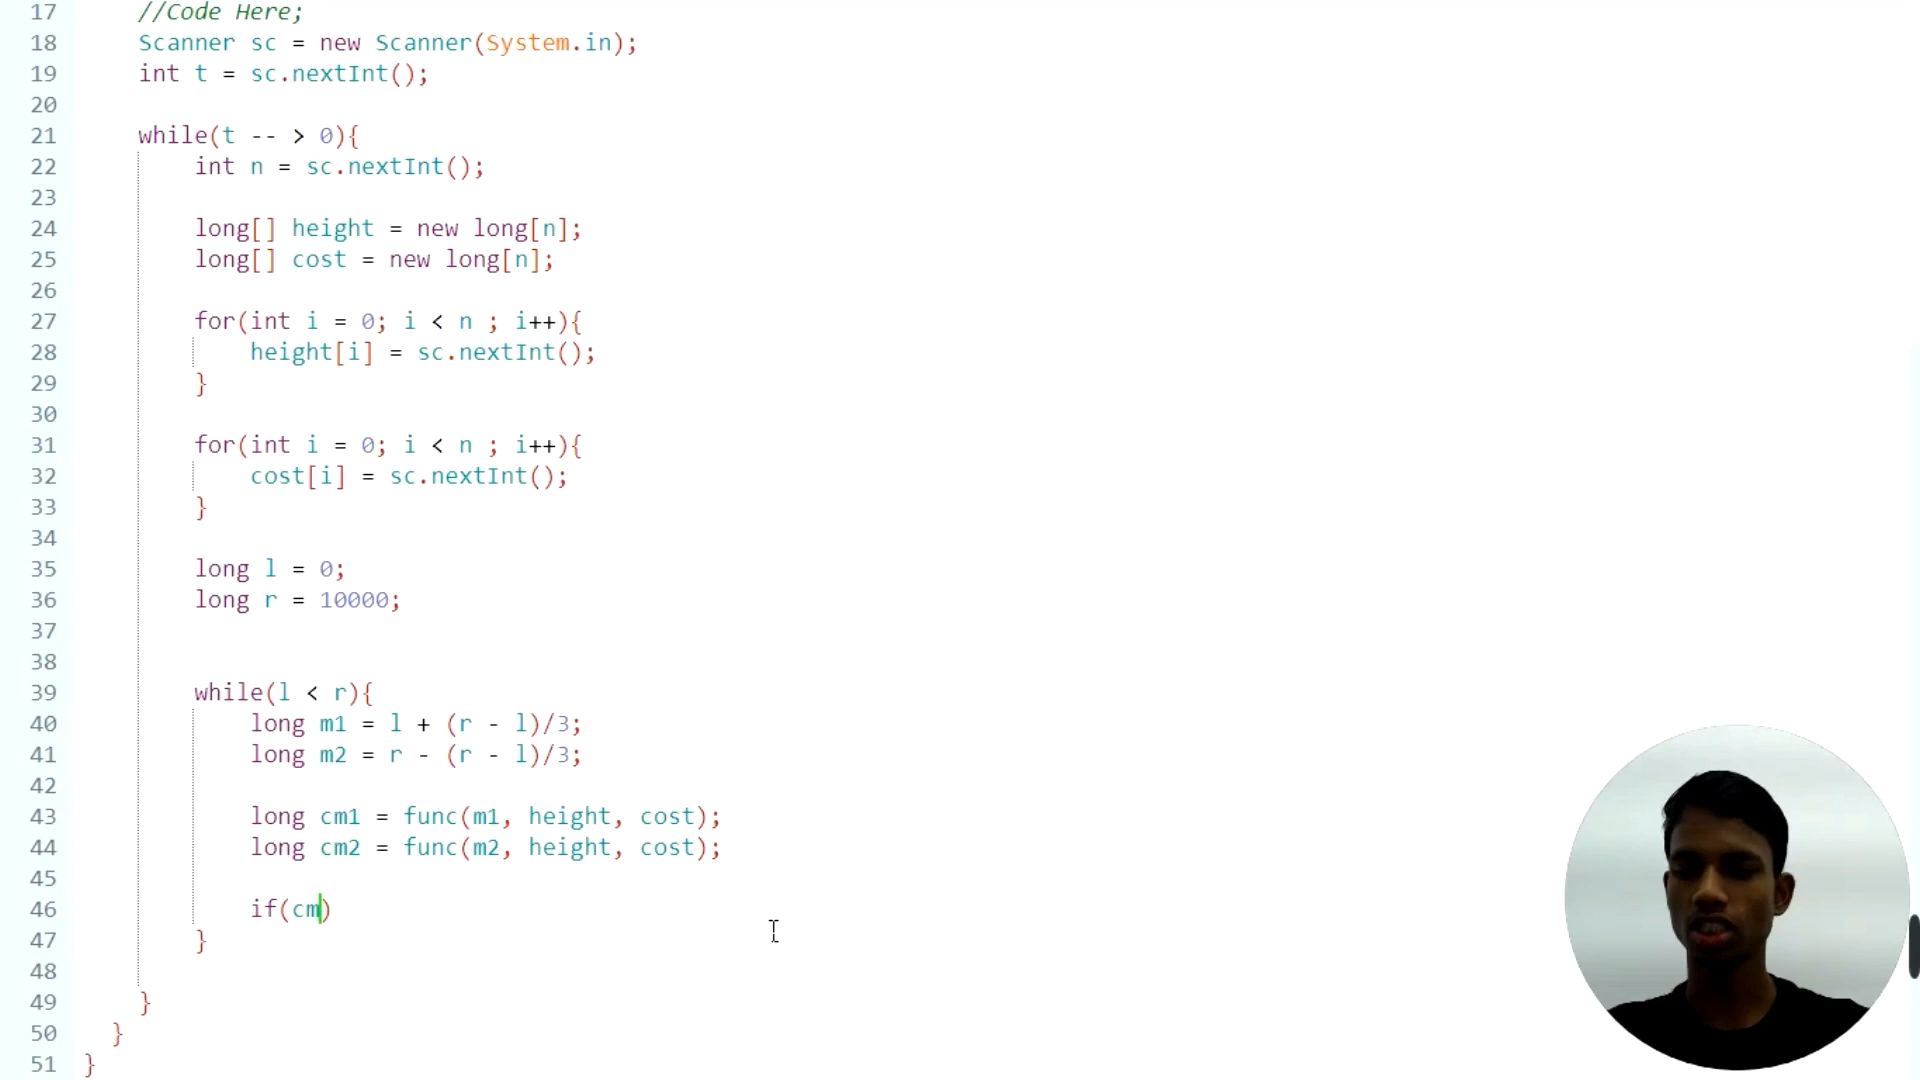 17 //Code Here;
18 Scanner sc = new Scanner(System.in);
19 int t = sc.nextInt();
20
21 while(t -- > 0){
22 int n = sc.nextInt();
23
24 long[] height = new long[n];
25 long[] cost = new long[n];
26
27 for(int i = 0; i < n ; i++){
28 height[i] = sc.nextInt();
29 }
30
31 for(int i = 0; i < n ; i++){
32 cost[i] = sc.nextInt();
33 }
34
35 long l = 0;
36 long r = 10000;
37
38
39 while(l < r){
40 long m1 = l + (r - l)/3;
41 long m2 = r - (r - l)/3;
42
43 long cm1 = func(m1, height, cost);
44 long cm2 = func(m2, height, cost);
45
46 if(cm)
47 }
48
49 }
50 }
51 }